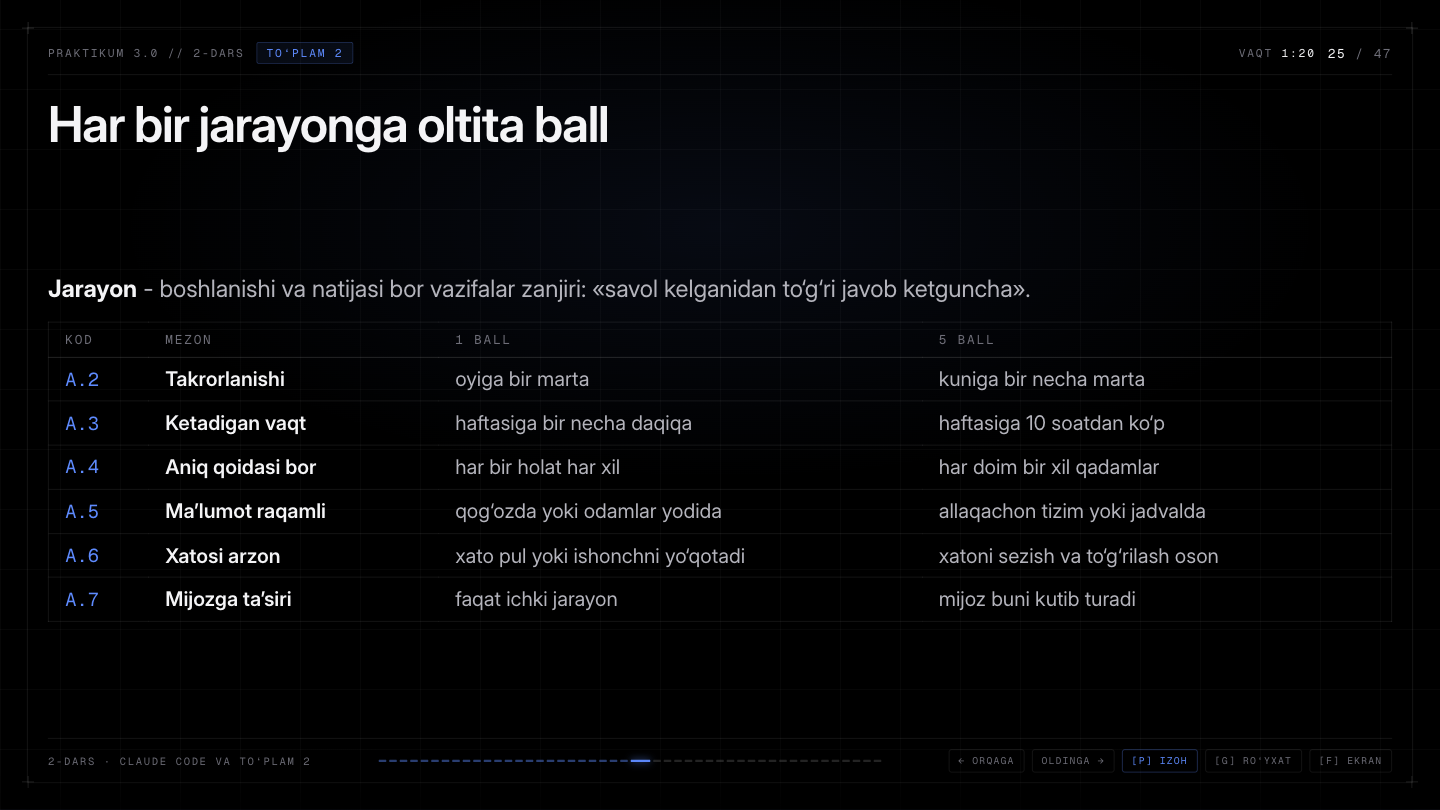 PRAKTIKUM 3.0 // 2-DARS TO‘PLAM 2 VAQT 1:20 25 / 47
Har bir jarayonga oltita ball
Jarayon - boshlanishi va natijasi bor vazifalar zanjiri: «savol kelganidan to‘g‘ri javob ketguncha».
KOD MEZON 1 BALL 5 BALL
A.2 Takrorlanishi oyiga bir marta kuniga bir necha marta
A.3 Ketadigan vaqt haftasiga bir necha daqiqa haftasiga 10 soatdan ko‘p
A.4 Aniq qoidasi bor har bir holat har xil har doim bir xil qadamlar
A.5 Ma’lumot raqamli qog‘ozda yoki odamlar yodida allaqachon tizim yoki jadvalda
A.6 Xatosi arzon xato pul yoki ishonchni yo‘qotadi xatoni sezish va to‘g‘rilash oson
A.7 Mijozga ta’siri faqat ichki jarayon mijoz buni kutib turadi
2-DARS · CLAUDE CODE VA TO‘PLAM 2 ← ORQAGA OLDINGA → [P] IZOH [G] RO‘YXAT [F] EKRAN